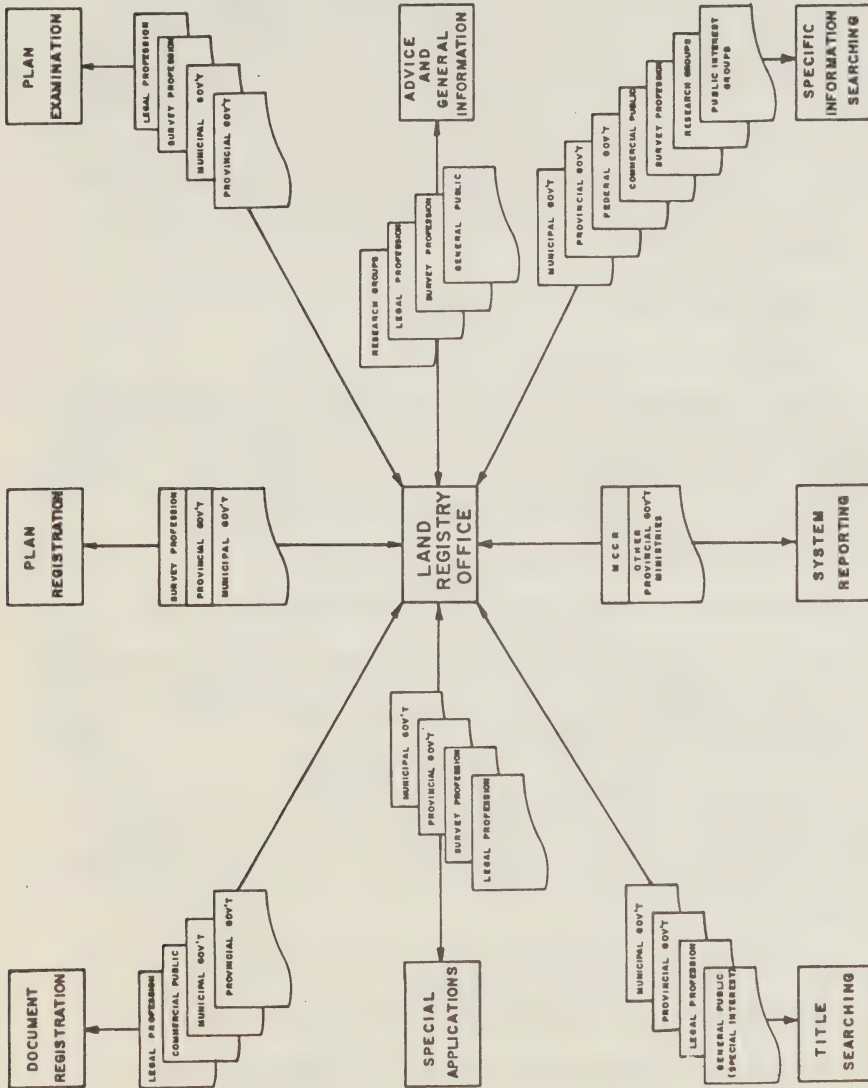 DOCUMENT
REGISTRATION
LEGAL PROFESSION
COMMERCIAL PUBLIC
MUNICIPAL GOV'T
PROVINCIAL GOV'T
PLAN
REGISTRATION
SURVEY PROFESSION
PROVINCIAL GOV'T
MUNICIPAL GOV'T
PLAN
EXAMINATION
LEGAL PROFESSION
SURVEY PROFESSION
MUNICIPAL GOV'T
PROVINCIAL GOV'T
SPECIAL
APPLICATIONS
MUNICIPAL GOV'T
PROVINCIAL GOV'T
SURVEY PROFESSION
LEGAL PROFESSION
LAND
REGISTRY
OFFICE
RESEARCH GROUPS
LEGAL PROFESSION
SURVEY PROFESSION
GENERAL PUBLIC
ADVICE
AND
GENERAL
INFORMATION
MUNICIPAL GOV'T
PROVINCIAL GOV'T
LEGAL PROFESSION
GENERAL PUBLIC
(SPECIAL INTEREST)
TITLE
SEARCHING
MCCR
OTHER
PROVINCIAL GOV'T
MINISTRIES
SYSTEM
REPORTING
MUNICIPAL GOV'T
PROVINCIAL GOV'T
FEDERAL GOV'T
COMMERCIAL PUBLIC
SURVEY PROFESSION
RESEARCH GROUPS
PUBLIC INTEREST
GROUPS
SPECIFIC
INFORMATION
SEARCHING